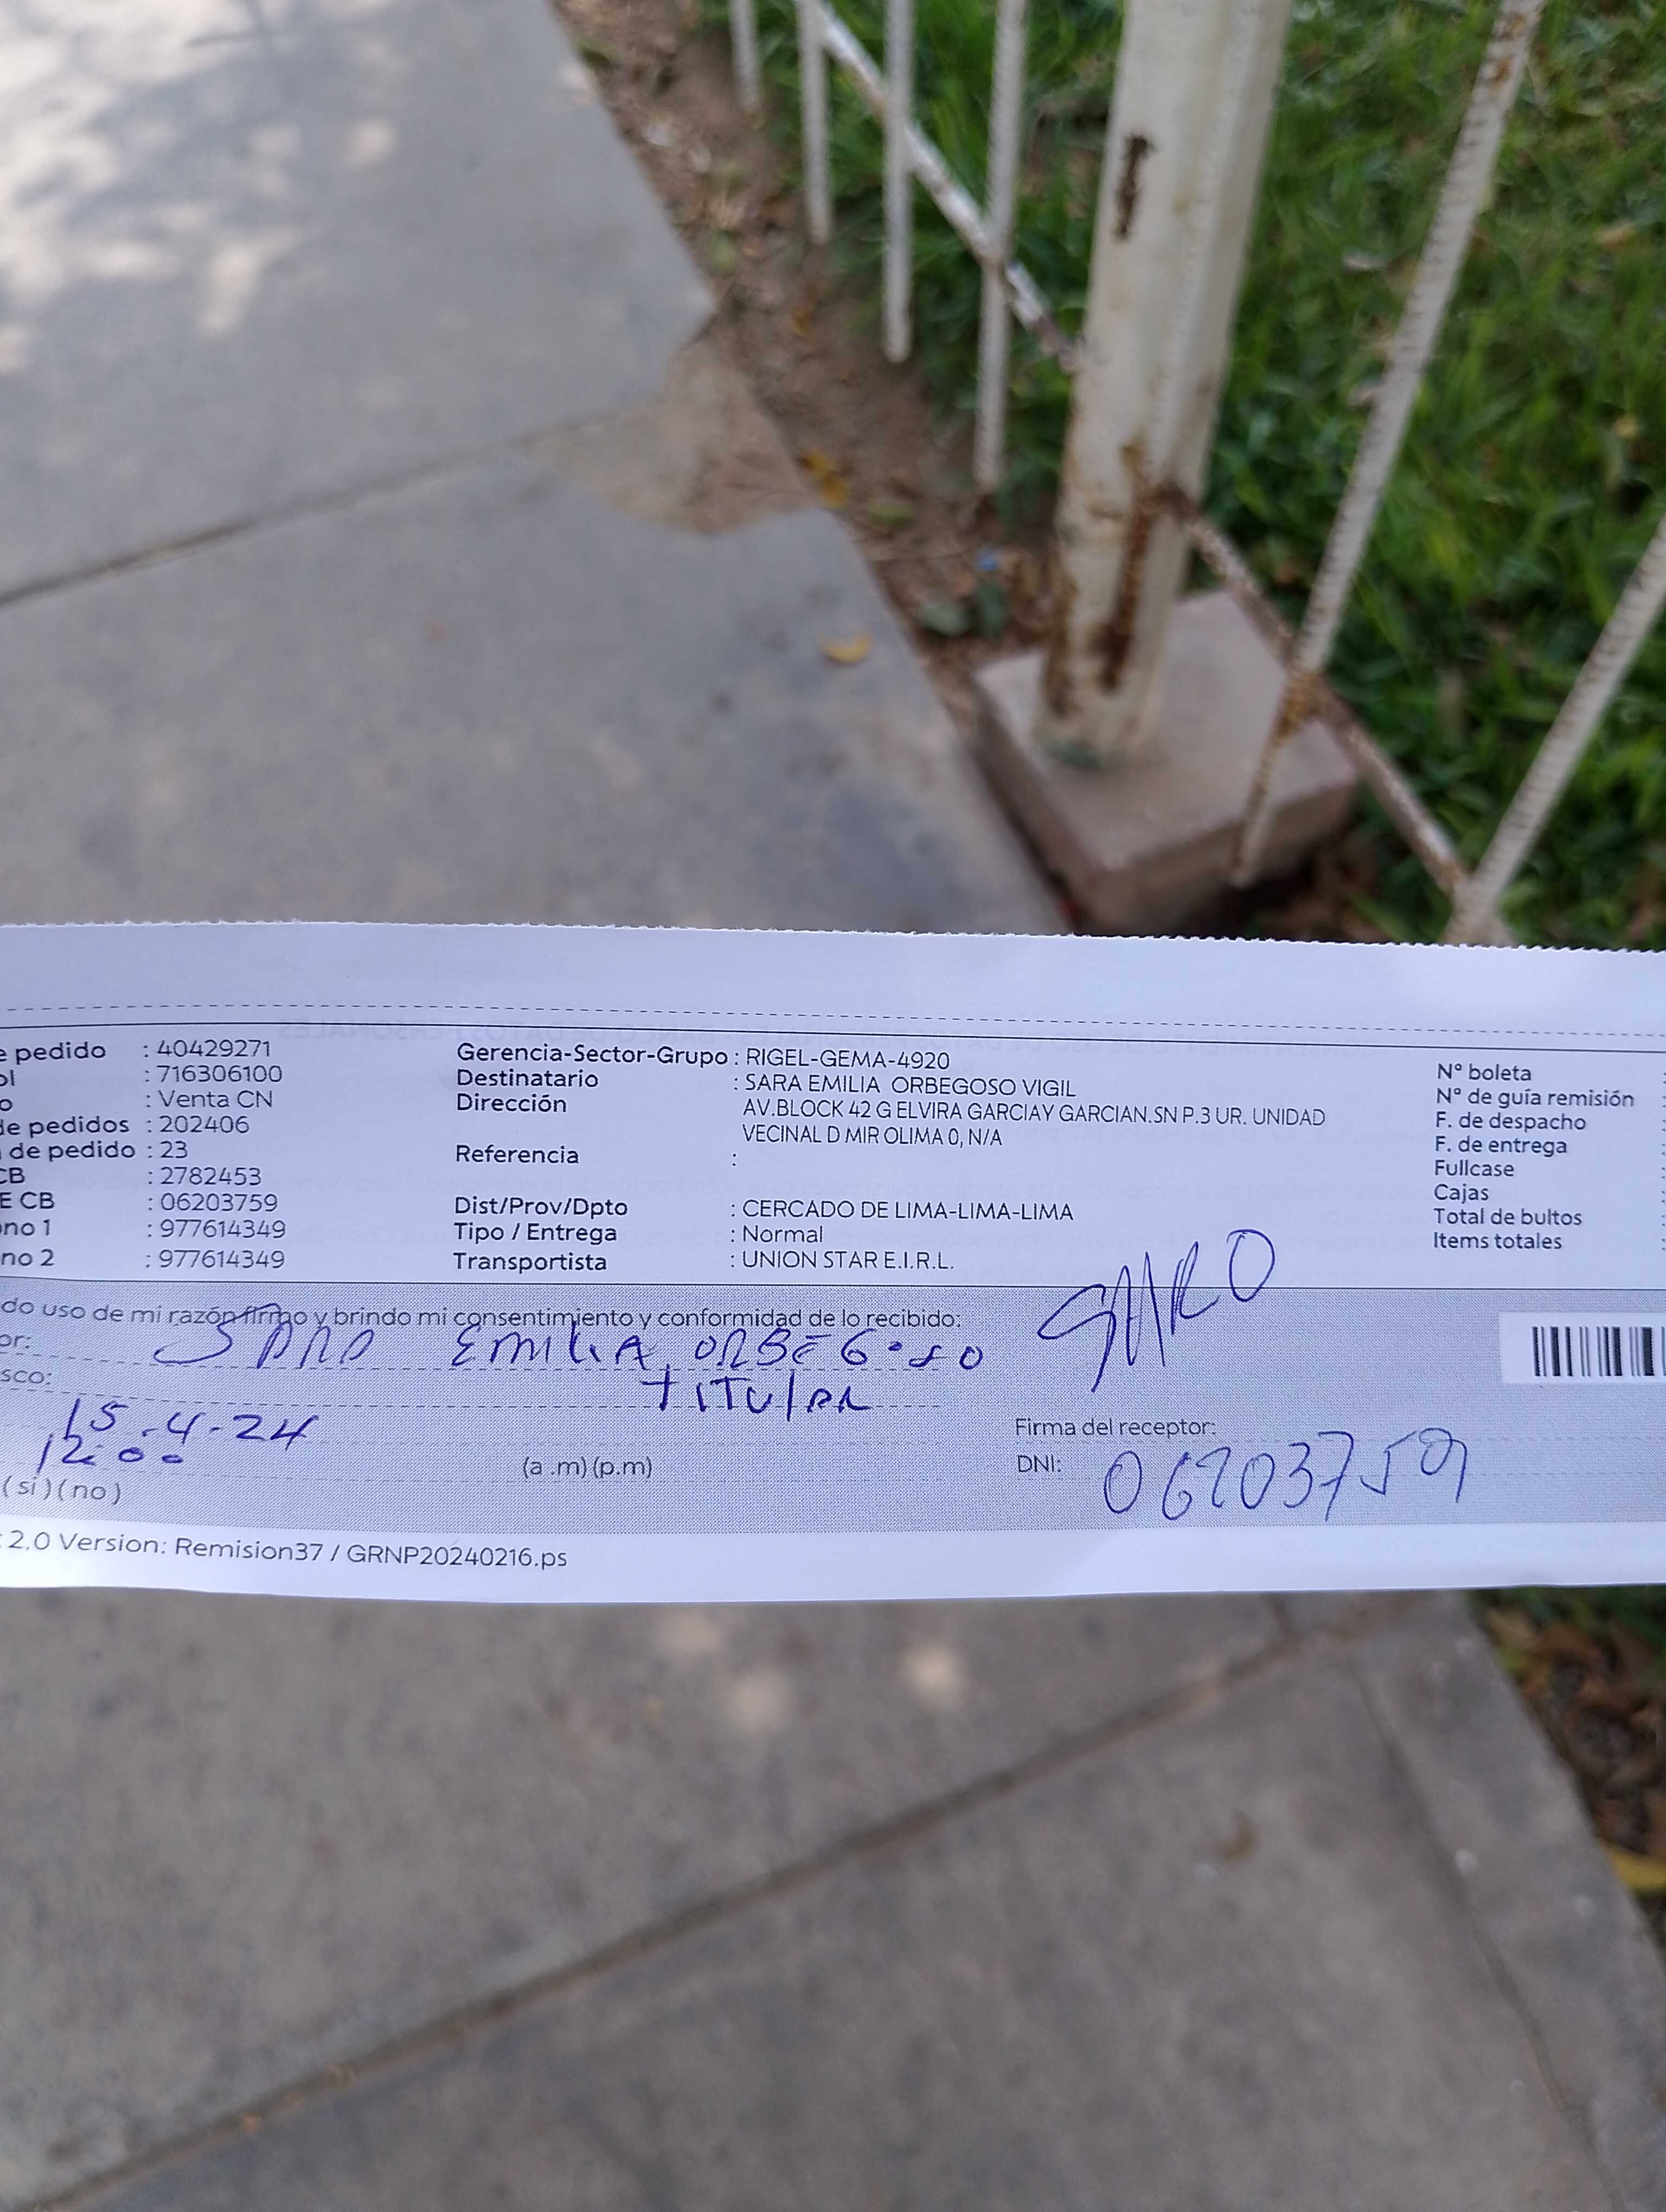 e pedido : 40429271
ol : 716306100
o : Venta CN
de pedidos : 202406
de pedido : 23
CB : 2782453
E CB : 06203759
no 1 : 977614349
no 2 : 977614349
Gerencia-Sector-Grupo : RIGEL-GEMA-4920
Destinatario : SARA EMILIA ORBEGOSO VIGIL
Dirección AV.BLOCK 42 G ELVIRA GARCIAY GARCIAN.SN P.3 UR. UNIDAD
VECINAL D MIR OLIMA 0, N/A
Referencia :
Dist/Prov/Dpto : CERCADO DE LIMA-LIMA-LIMA
Tipo / Entrega : Normal
Transportista : UNION STAR E.I.R.L.
Nº boleta :
Nº de guía remisión :
F. de despacho :
F. de entrega :
Fullcase :
Cajas :
Total de bultos :
Items totales :
do uso de mi razón firmo y brindo mi consentimiento y conformidad de lo recibido:
or: SARA EMILIA ORBEGOSO
sco: TITULAR
15-4-24
12:00 (a .m) (p.m)
(si) (no)
Firma del receptor:
DNI: 06203759
: 2.0 Version: Remision37 / GRNP20240216.ps